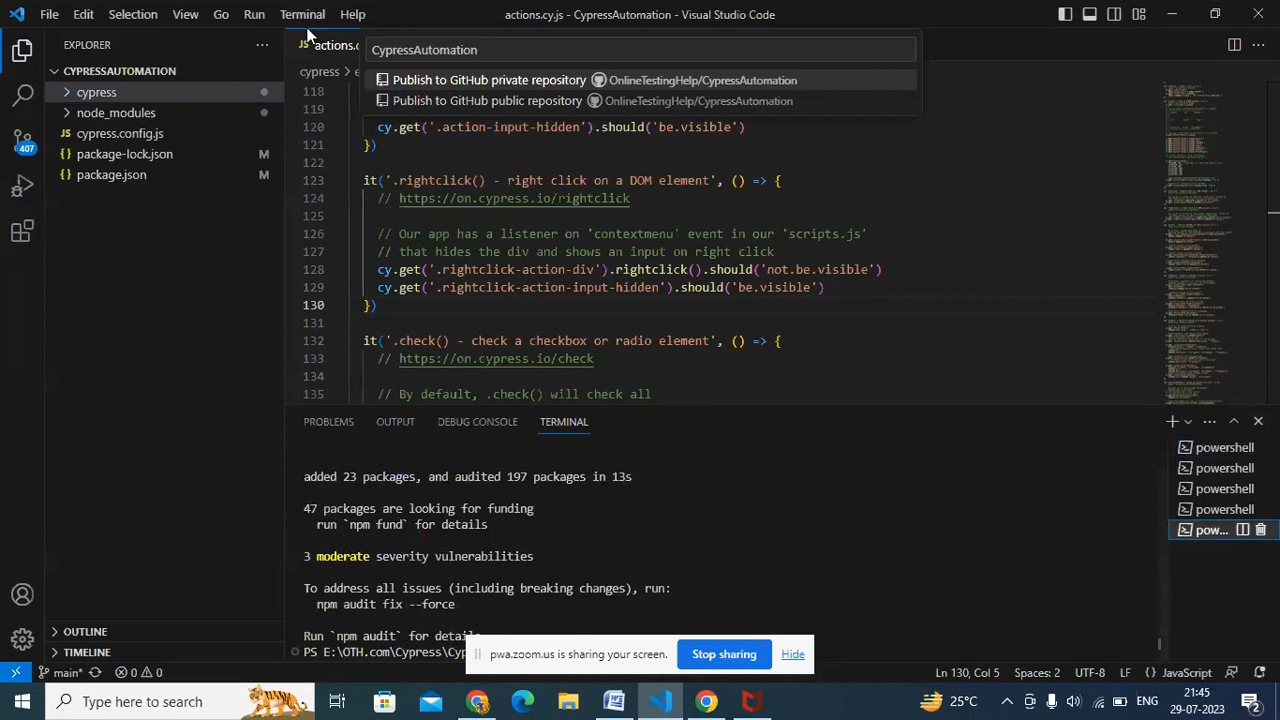 File Edit Selection View Go Run Terminal Help
actions.cy.js - CypressAutomation - Visual Studio Code
EXPLORER
JS actions.c
CypressAutomation
CYPRESSAUTOMATION
cypress
Publish to GitHub private repository OnlineTestingHelp/CypressAutomation
Publish to GitHub public repository OnlineTestingHelp/CypressAutomation
> cypress
> node_modules
JS cypress.config.js
{} package-lock.json M
{} package.json M
407
118
119
120 cy.get('.action-input-hidden').should('be.visible')
121 })
122
123 it('.rightclick() - right click on a DOM element', () => {
124 // https://on.cypress.io/rightclick
125
126 // Our app has a listener on 'contextmenu' event in our 'scripts.js'
127 // that hides the div and shows an input on right click
128 cy.get('.rightclick-action-div').rightclick().should('not.be.visible')
129 cy.get('.rightclick-action-input-hidden').should('be.visible')
130 })
131
132 it('.check() - check a checkbox or radio element', () => {
133 // https://on.cypress.io/check
134
135 // By default, .check() will check all
PROBLEMS OUTPUT DEBUG CONSOLE TERMINAL
added 23 packages, and audited 197 packages in 13s
47 packages are looking for funding
run `npm fund` for details
3 moderate severity vulnerabilities
To address all issues (including breaking changes), run:
npm audit fix --force
Run `npm audit` for details
PS E:\OTH.com\Cypress\Cyp
powershell
powershell
powershell
powershell
pow...
OUTLINE
TIMELINE
pwa.zoom.us is sharing your screen. Stop sharing Hide
main* 0 0
Ln 130, Col 5 Spaces: 2 UTF-8 LF {} JavaScript
Type here to search
25°C
ENG
21:45
29-07-2023
2